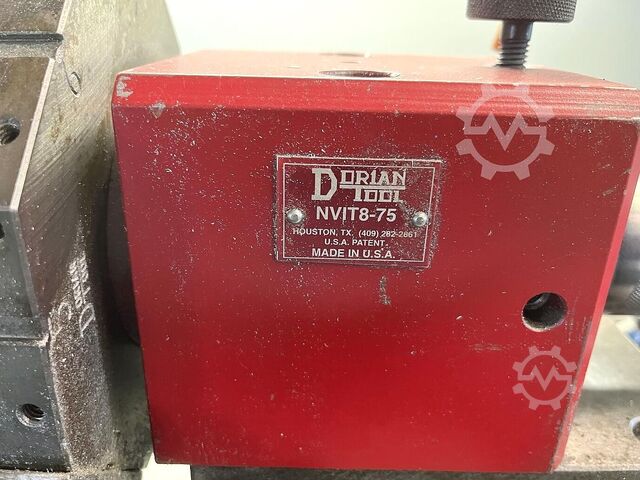 DORIAN
TOOL
NVIT8-75
HOUSTON, TX. (409) 282-2861
U.S.A. PATENT
MADE IN U.S.A.